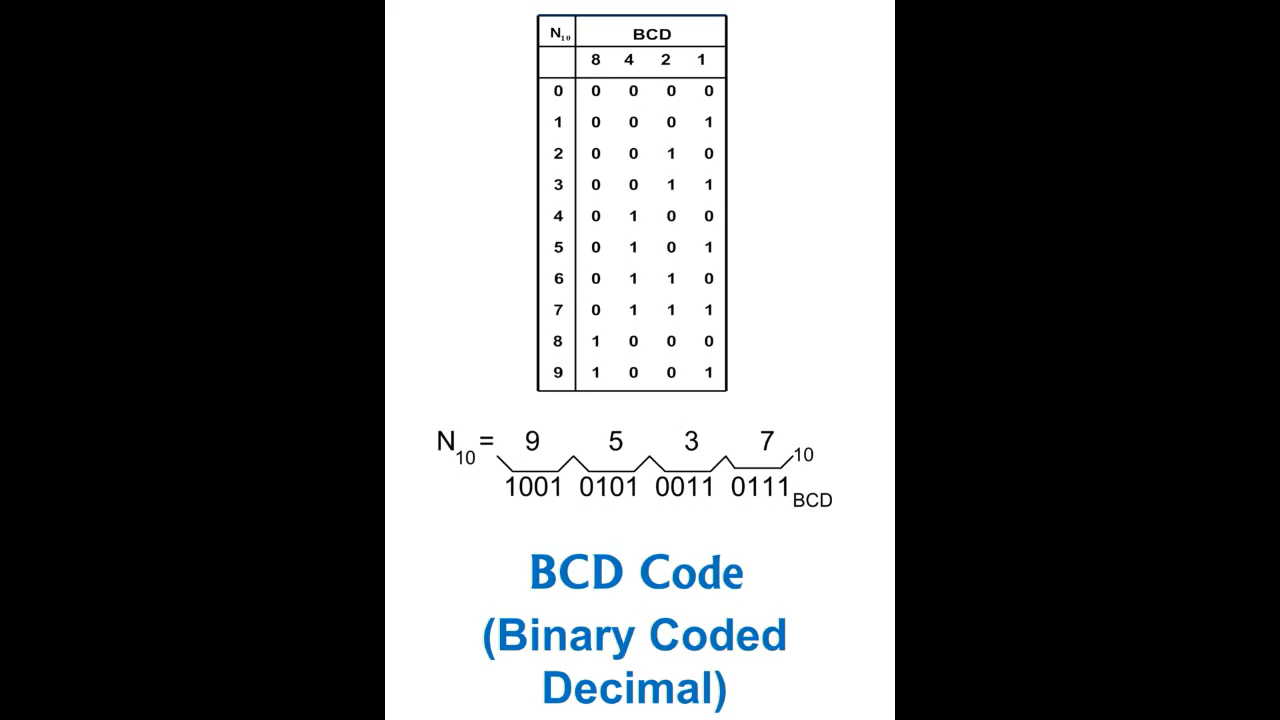 N10 BCD
8 4 2 1
0 0 0 0 0
1 0 0 0 1
2 0 0 1 0
3 0 0 1 1
4 0 1 0 0
5 0 1 0 1
6 0 1 1 0
7 0 1 1 1
8 1 0 0 0
9 1 0 0 1
N10 = 9 5 3 7 10
1001 0101 0011 0111 BCD
BCD Code
(Binary Coded
Decimal)